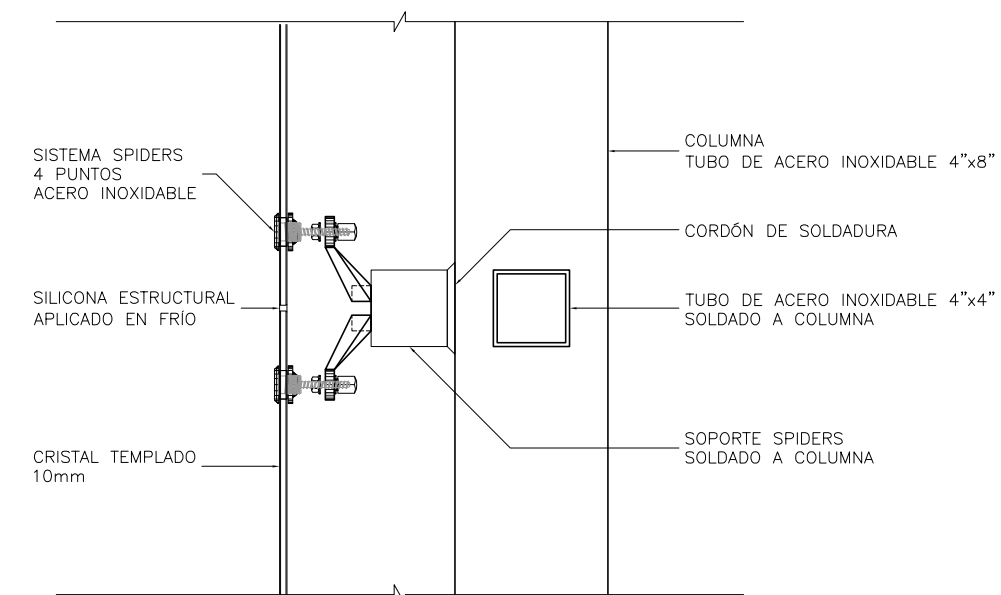 SISTEMA SPIDERS
4 PUNTOS
ACERO INOXIDABLE
SILICONA ESTRUCTURAL
APLICADO EN FRÍO
CRISTAL TEMPLADO
10mm
COLUMNA
TUBO DE ACERO INOXIDABLE 4"x8"
CORDÓN DE SOLDADURA
TUBO DE ACERO INOXIDABLE 4"x4"
SOLDADO A COLUMNA
SOPORTE SPIDERS
SOLDADO A COLUMNA